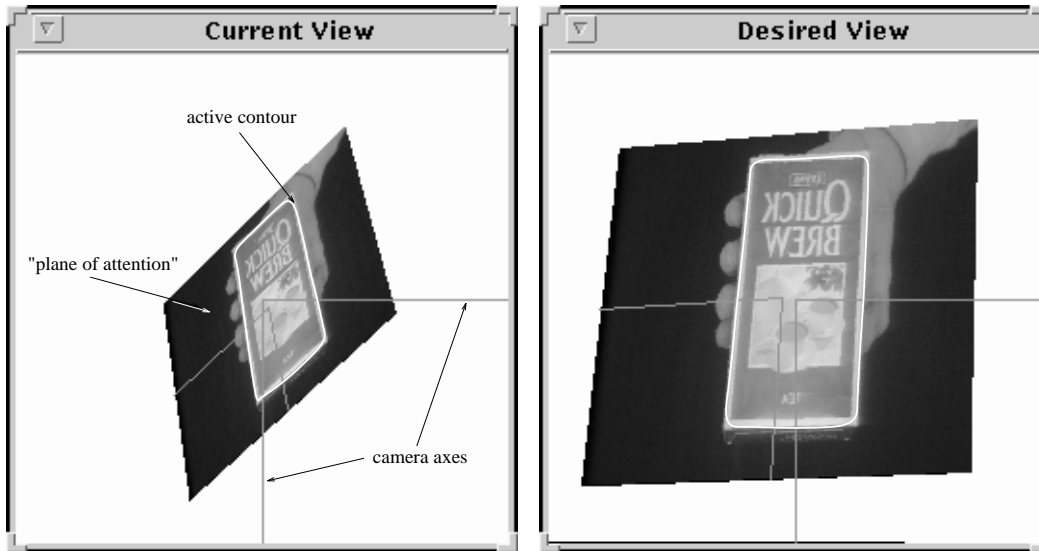 Current View
active contour
QUICK
BREW
"plane of attention"
camera axes
Desired View
QUICK
BREW
TEA